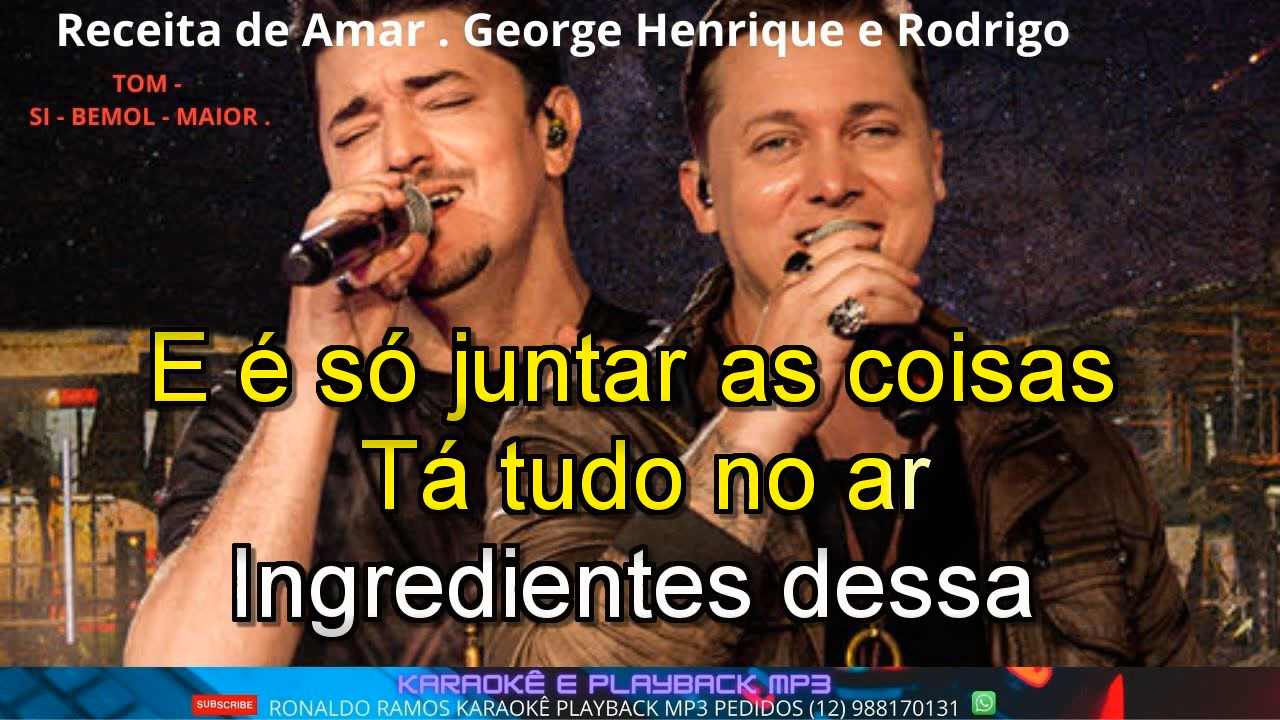 Receita de Amar . George Henrique e Rodrigo
TOM -
SI - BEMOL - MAIOR .
E é só juntar as coisas
Tá tudo no ar
Ingredientes dessa
KARAOKÊ E PLAYBACK MP3
SUBSCRIBE RONALDO RAMOS KARAOKÊ PLAYBACK MP3 PEDIDOS (12) 988170131